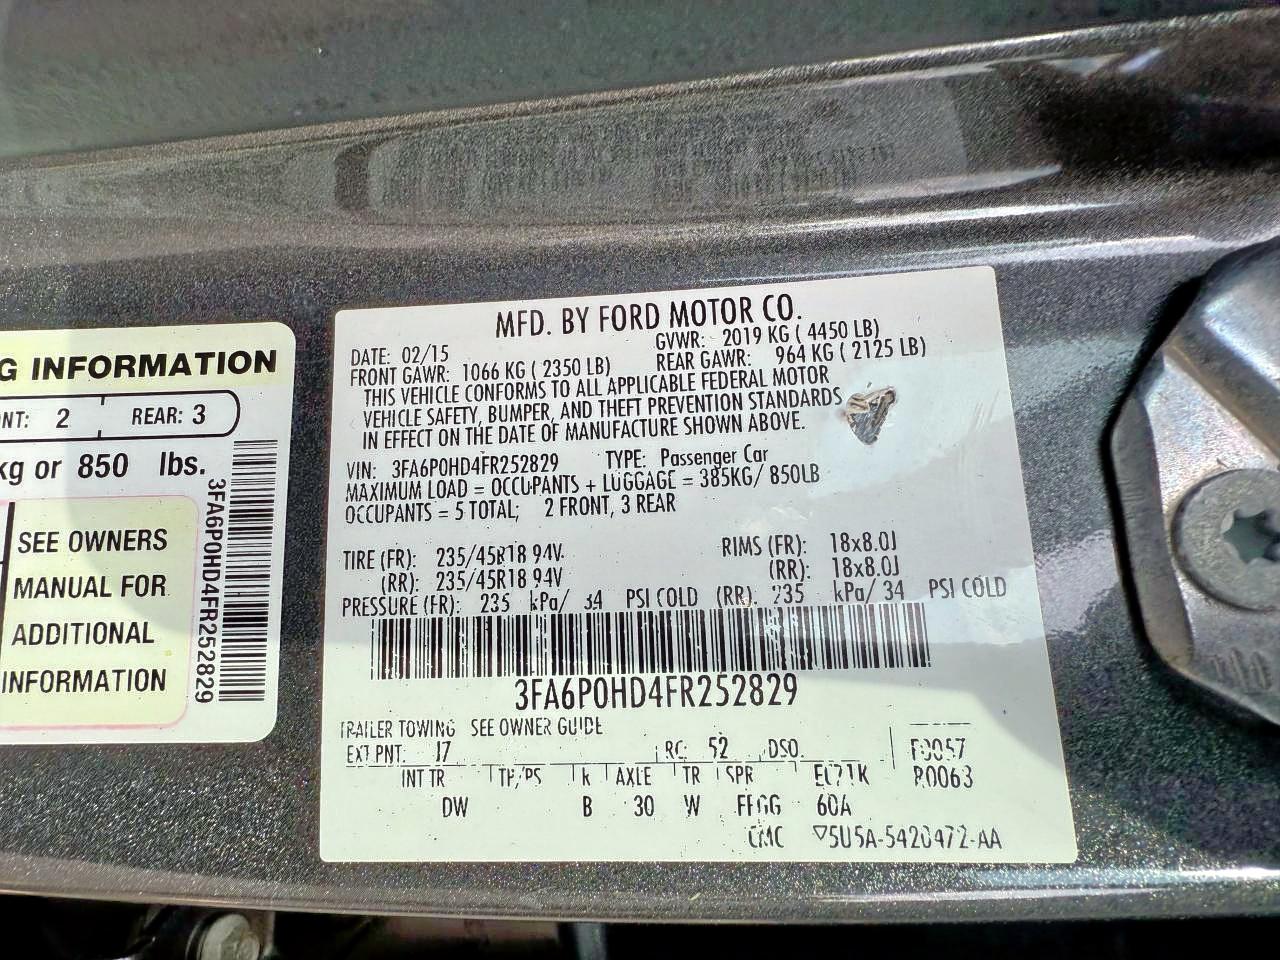 G INFORMATION
NT: 2 REAR: 3
kg or 850 lbs.
SEE OWNERS
MANUAL FOR
ADDITIONAL
INFORMATION
3FA6P0HD4FR252829
MFD. BY FORD MOTOR CO.
DATE: 02/15 GVWR: 2019 KG ( 4450 LB)
FRONT GAWR: 1066 KG ( 2350 LB) REAR GAWR: 964 KG ( 2125 LB)
THIS VEHICLE CONFORMS TO ALL APPLICABLE FEDERAL MOTOR
VEHICLE SAFETY, BUMPER, AND THEFT PREVENTION STANDARDS
IN EFFECT ON THE DATE OF MANUFACTURE SHOWN ABOVE.
VIN: 3FA6P0HD4FR252829 TYPE: Passenger Car
MAXIMUM LOAD = OCCUPANTS + LUGGAGE = 385KG/ 850LB
OCCUPANTS = 5 TOTAL; 2 FRONT, 3 REAR
TIRE (FR): 235/45R18 94V RIMS (FR): 18x8.0J
(RR): 235/45R18 94V (RR): 18x8.0J
PRESSURE (FR): 235 kPa/ 34 PSI COLD (RR): 235 kPa/ 34 PSI COLD
3FA6P0HD4FR252829
TRAILER TOWING SEE OWNER GUIDE
EXT PNT: J7 RC: 52 DSO: F0057
INT TR TP/PS R AXLE TR SPR R0063
DW B 30 W 60A
CMC ▽5U5A-5420472-AA